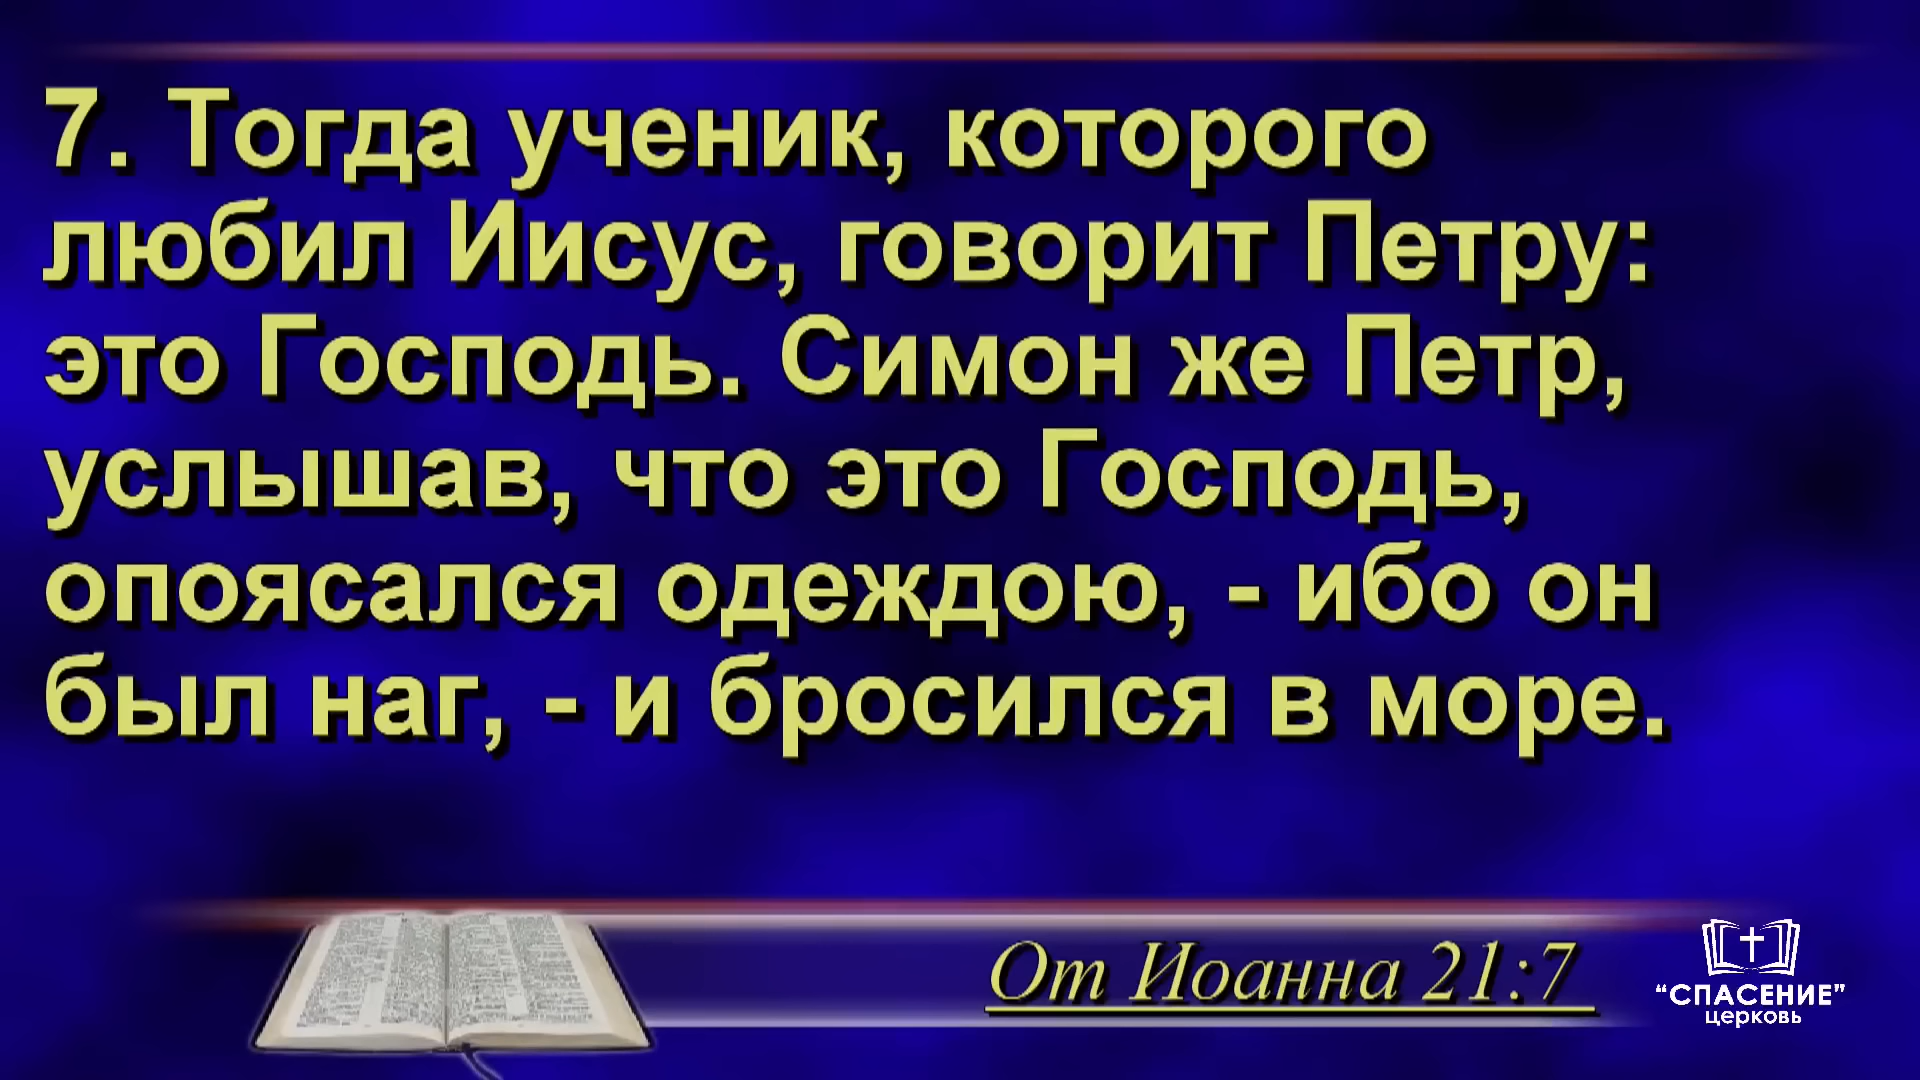 7. Тогда ученик, которого
любил Иисус, говорит Петру:
это Господь. Симон же Петр,
услышав, что это Господь,
опоясался одеждою, - ибо он
был наг, - и бросился в море.
От Иоанна 21:7
“СПАСЕНИЕ”
церковь